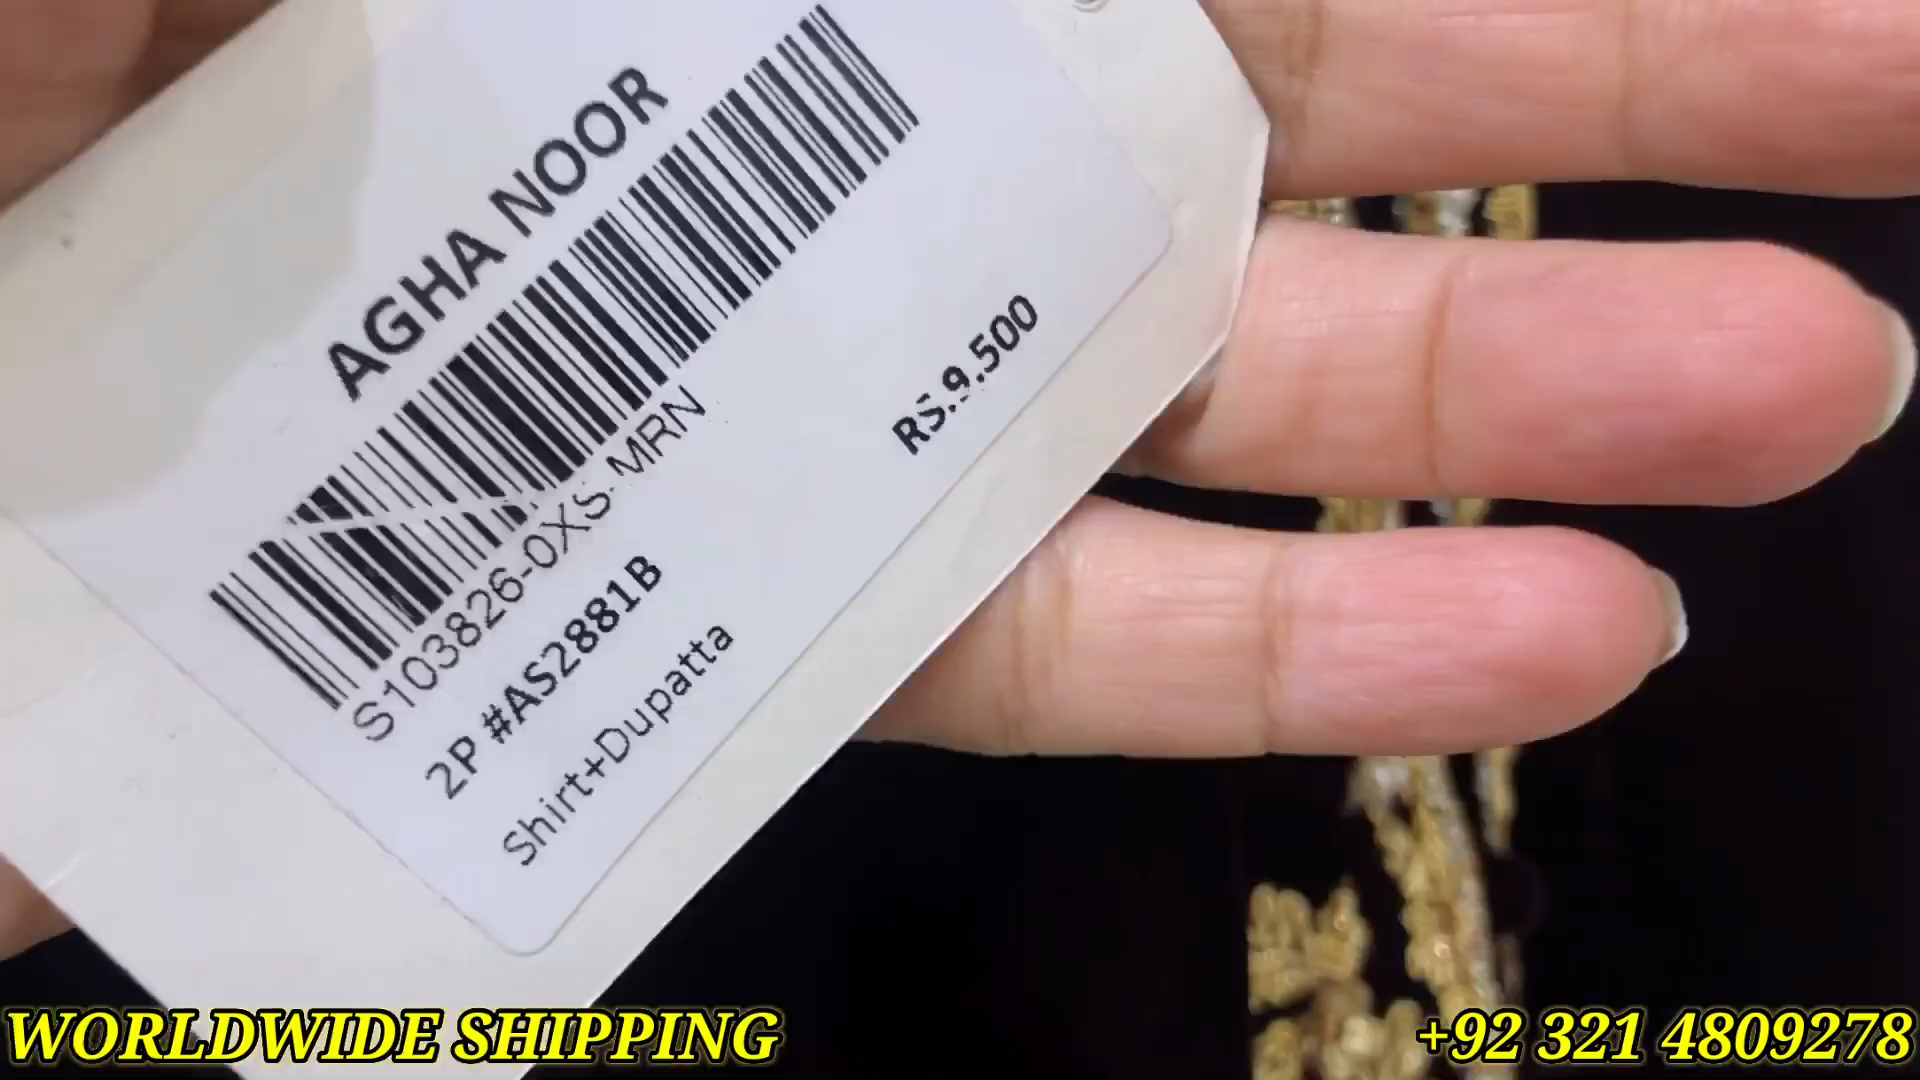 AGHA NOOR
S103826-0XS-MRN
2P #AS2881B
Shirt+Dupatta
RS.9,500
WORLDWIDE SHIPPING
+92 321 4809278